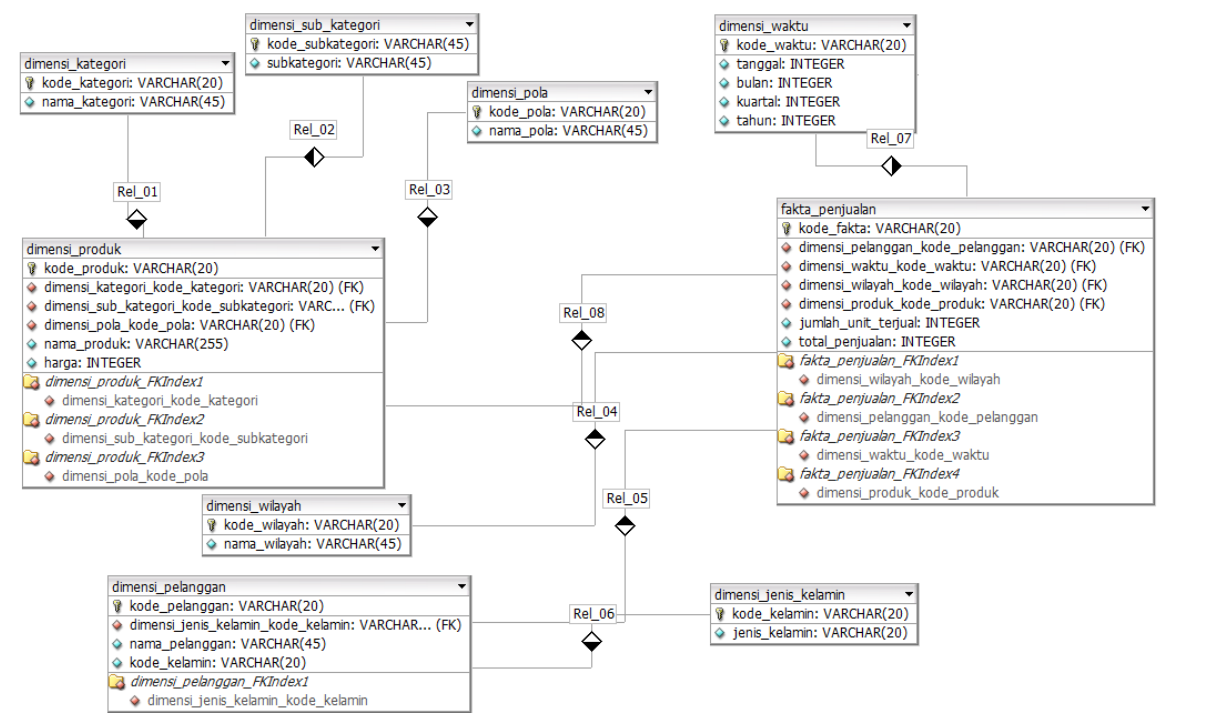 dimensi_kategori
kode_kategori: VARCHAR(20)
nama_kategori: VARCHAR(45)
dimensi_sub_kategori
kode_subkategori: VARCHAR(45)
subkategori: VARCHAR(45)
dimensi_pola
kode_pola: VARCHAR(20)
nama_pola: VARCHAR(45)
dimensi_waktu
kode_waktu: VARCHAR(20)
tanggal: INTEGER
bulan: INTEGER
kuartal: INTEGER
tahun: INTEGER
Rel_02
Rel_07
Rel_01
Rel_03
dimensi_produk
kode_produk: VARCHAR(20)
dimensi_kategori_kode_kategori: VARCHAR(20) (FK)
dimensi_sub_kategori_kode_subkategori: VARC... (FK)
dimensi_pola_kode_pola: VARCHAR(20) (FK)
nama_produk: VARCHAR(255)
harga: INTEGER
dimensi_produk_FKIndex1
dimensi_kategori_kode_kategori
dimensi_produk_FKIndex2
dimensi_sub_kategori_kode_subkategori
dimensi_produk_FKIndex3
dimensi_pola_kode_pola
fakta_penjualan
kode_fakta: VARCHAR(20)
dimensi_pelanggan_kode_pelanggan: VARCHAR(20) (FK)
dimensi_waktu_kode_waktu: VARCHAR(20) (FK)
dimensi_wilayah_kode_wilayah: VARCHAR(20) (FK)
dimensi_produk_kode_produk: VARCHAR(20) (FK)
jumlah_unit_terjual: INTEGER
total_penjualan: INTEGER
fakta_penjualan_FKIndex1
dimensi_wilayah_kode_wilayah
fakta_penjualan_FKIndex2
dimensi_pelanggan_kode_pelanggan
fakta_penjualan_FKIndex3
dimensi_waktu_kode_waktu
fakta_penjualan_FKIndex4
dimensi_produk_kode_produk
Rel_08
Rel_04
Rel_05
dimensi_wilayah
kode_wilayah: VARCHAR(20)
nama_wilayah: VARCHAR(45)
dimensi_pelanggan
kode_pelanggan: VARCHAR(20)
dimensi_jenis_kelamin_kode_kelamin: VARCHAR... (FK)
nama_pelanggan: VARCHAR(45)
kode_kelamin: VARCHAR(20)
dimensi_pelanggan_FKIndex1
dimensi_jenis_kelamin_kode_kelamin
Rel_06
dimensi_jenis_kelamin
kode_kelamin: VARCHAR(20)
jenis_kelamin: VARCHAR(20)